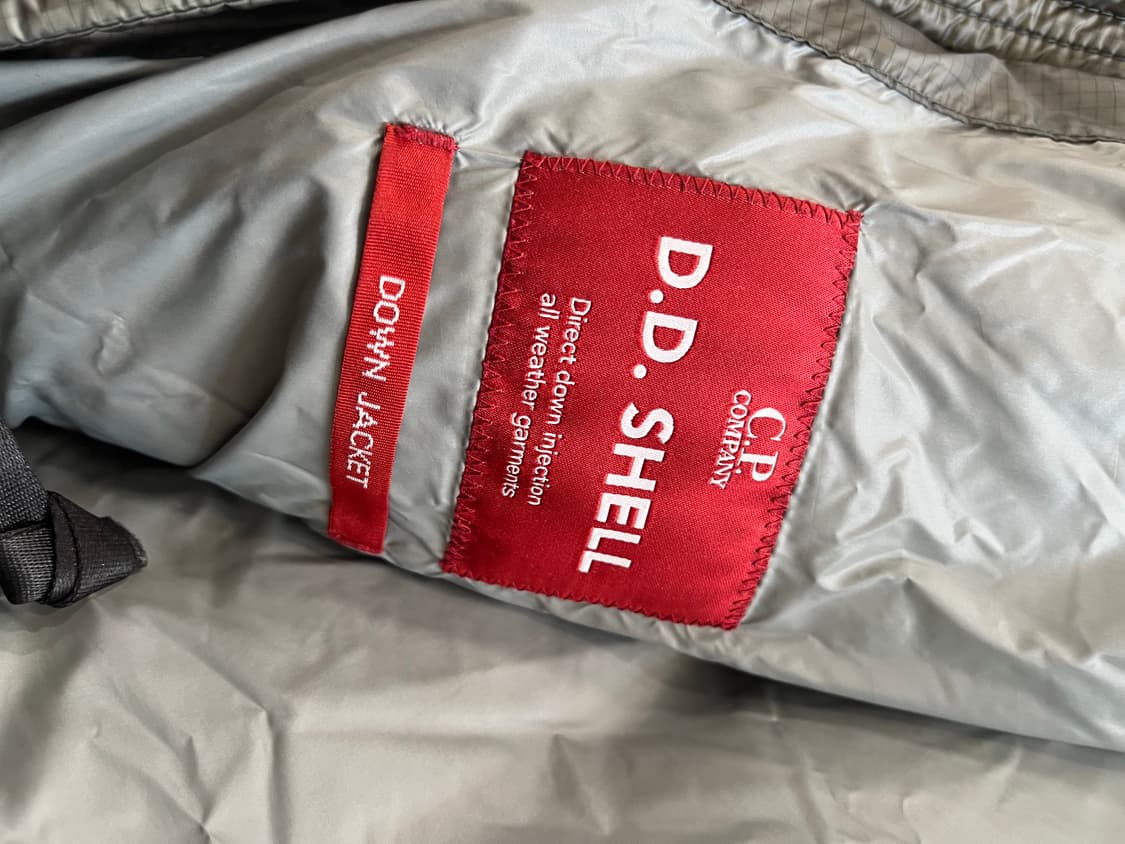 C.P.
COMPANY
D.D. SHELL
Direct down injection
all weather garments
DOWN JACKET